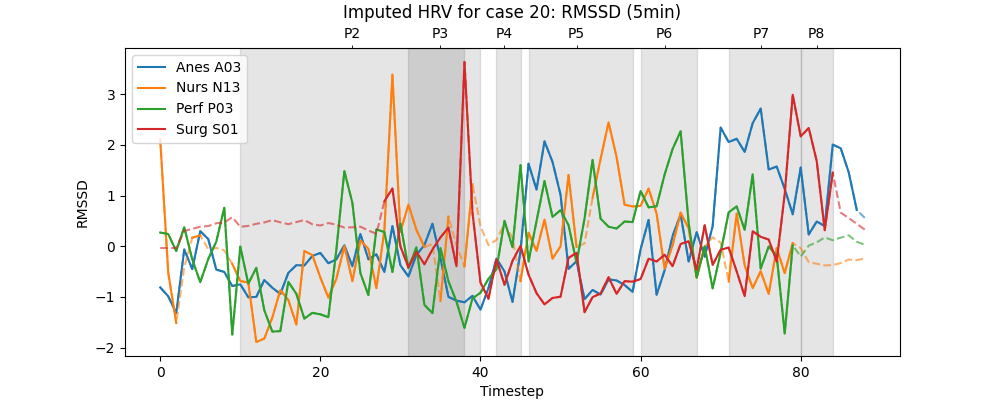 Imputed HRV for case 20: RMSSD (5min)
P2 P3 P4 P5 P6 P7 P8
Anes A03
Nurs N13
Perf P03
Surg S01
RMSSD
3
2
1
0
−1
−2
0 20 40 60 80
Timestep